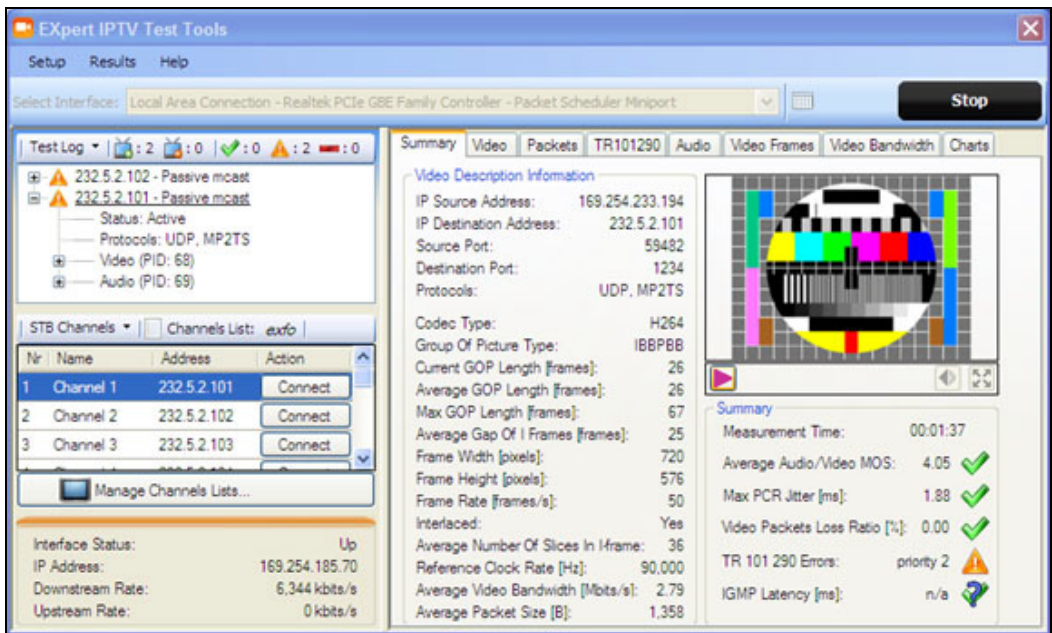 EXpert IPTV Test Tools
Setup Results Help
Select Interface: Local Area Connection - Realtek PCIe GBE Family Controller - Packet Scheduler Miniport
Stop
Test Log : 2 : 0 : 0 : 2 : 0
232.5.2.102 - Passive mcast
232.5.2.101 - Passive mcast
Status: Active
Protocols: UDP, MP2TS
Video (PID: 68)
Audio (PID: 69)
STB Channels Channels List: exfo
Nr Name Address Action
1 Channel 1 232.5.2.101 Connect
2 Channel 2 232.5.2.102 Connect
3 Channel 3 232.5.2.103 Connect
Manage Channels Lists...
Interface Status: Up
IP Address: 169.254.185.70
Downstream Rate: 6,344 kbits/s
Upstream Rate: 0 kbits/s
Summary Video Packets TR101290 Audio Video Frames Video Bandwidth Charts
Video Description Information
IP Source Address: 169.254.233.194
IP Destination Address: 232.5.2.101
Source Port: 59482
Destination Port: 1234
Protocols: UDP, MP2TS
Codec Type: H264
Group Of Picture Type: IBBPBB
Current GOP Length [frames]: 26
Average GOP Length [frames]: 26
Max GOP Length [frames]: 67
Average Gap Of I Frames [frames]: 25
Frame Width [pixels]: 720
Frame Height [pixels]: 576
Frame Rate [frames/s]: 50
Interlaced: Yes
Average Number Of Slices In I-frame: 36
Reference Clock Rate [Hz]: 90,000
Average Video Bandwidth [Mbits/s]: 2.79
Average Packet Size [B]: 1,358
Summary
Measurement Time: 00:01:37
Average Audio/Video MOS: 4.05
Max PCR Jitter [ms]: 1.88
Video Packets Loss Ratio [%]: 0.00
TR 101 290 Errors: priority 2
IGMP Latency [ms]: n/a